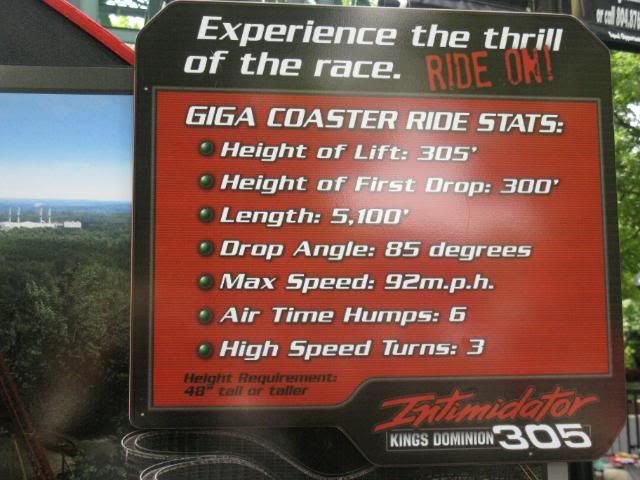 Experience the thrill
of the race. RIDE ON!
GIGA COASTER RIDE STATS:
Height of Lift: 305'
Height of First Drop: 300'
Length: 5,100'
Drop Angle: 85 degrees
Max Speed: 92m.p.h.
Air Time Humps: 6
High Speed Turns: 3
Height Requirement:
48" tall or taller
Intimidator
KINGS DOMINION 305
or call